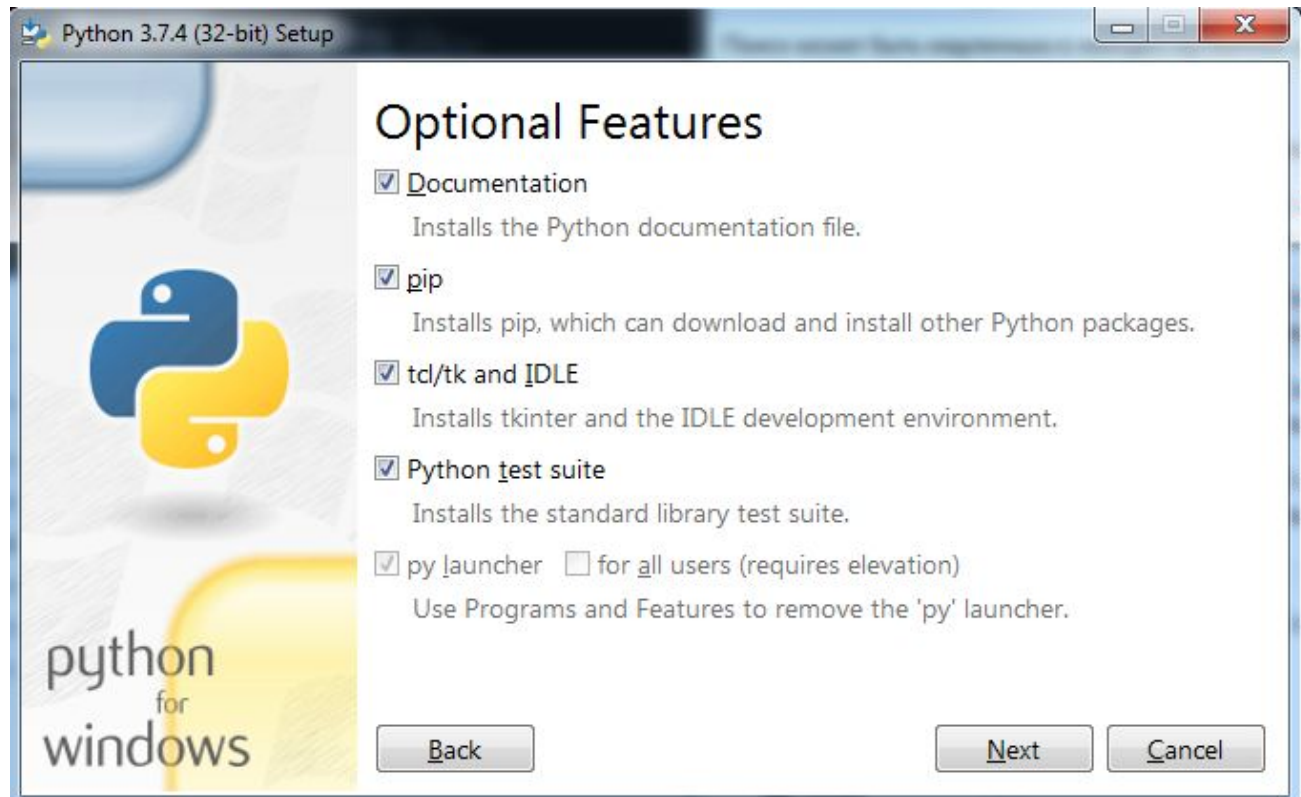 Python 3.7.4 (32-bit) Setup
Optional Features
Documentation
Installs the Python documentation file.
pip
Installs pip, which can download and install other Python packages.
tcl/tk and IDLE
Installs tkinter and the IDLE development environment.
Python test suite
Installs the standard library test suite.
py launcher for all users (requires elevation)
Use Programs and Features to remove the 'py' launcher.
python
for
windows
Back Next Cancel